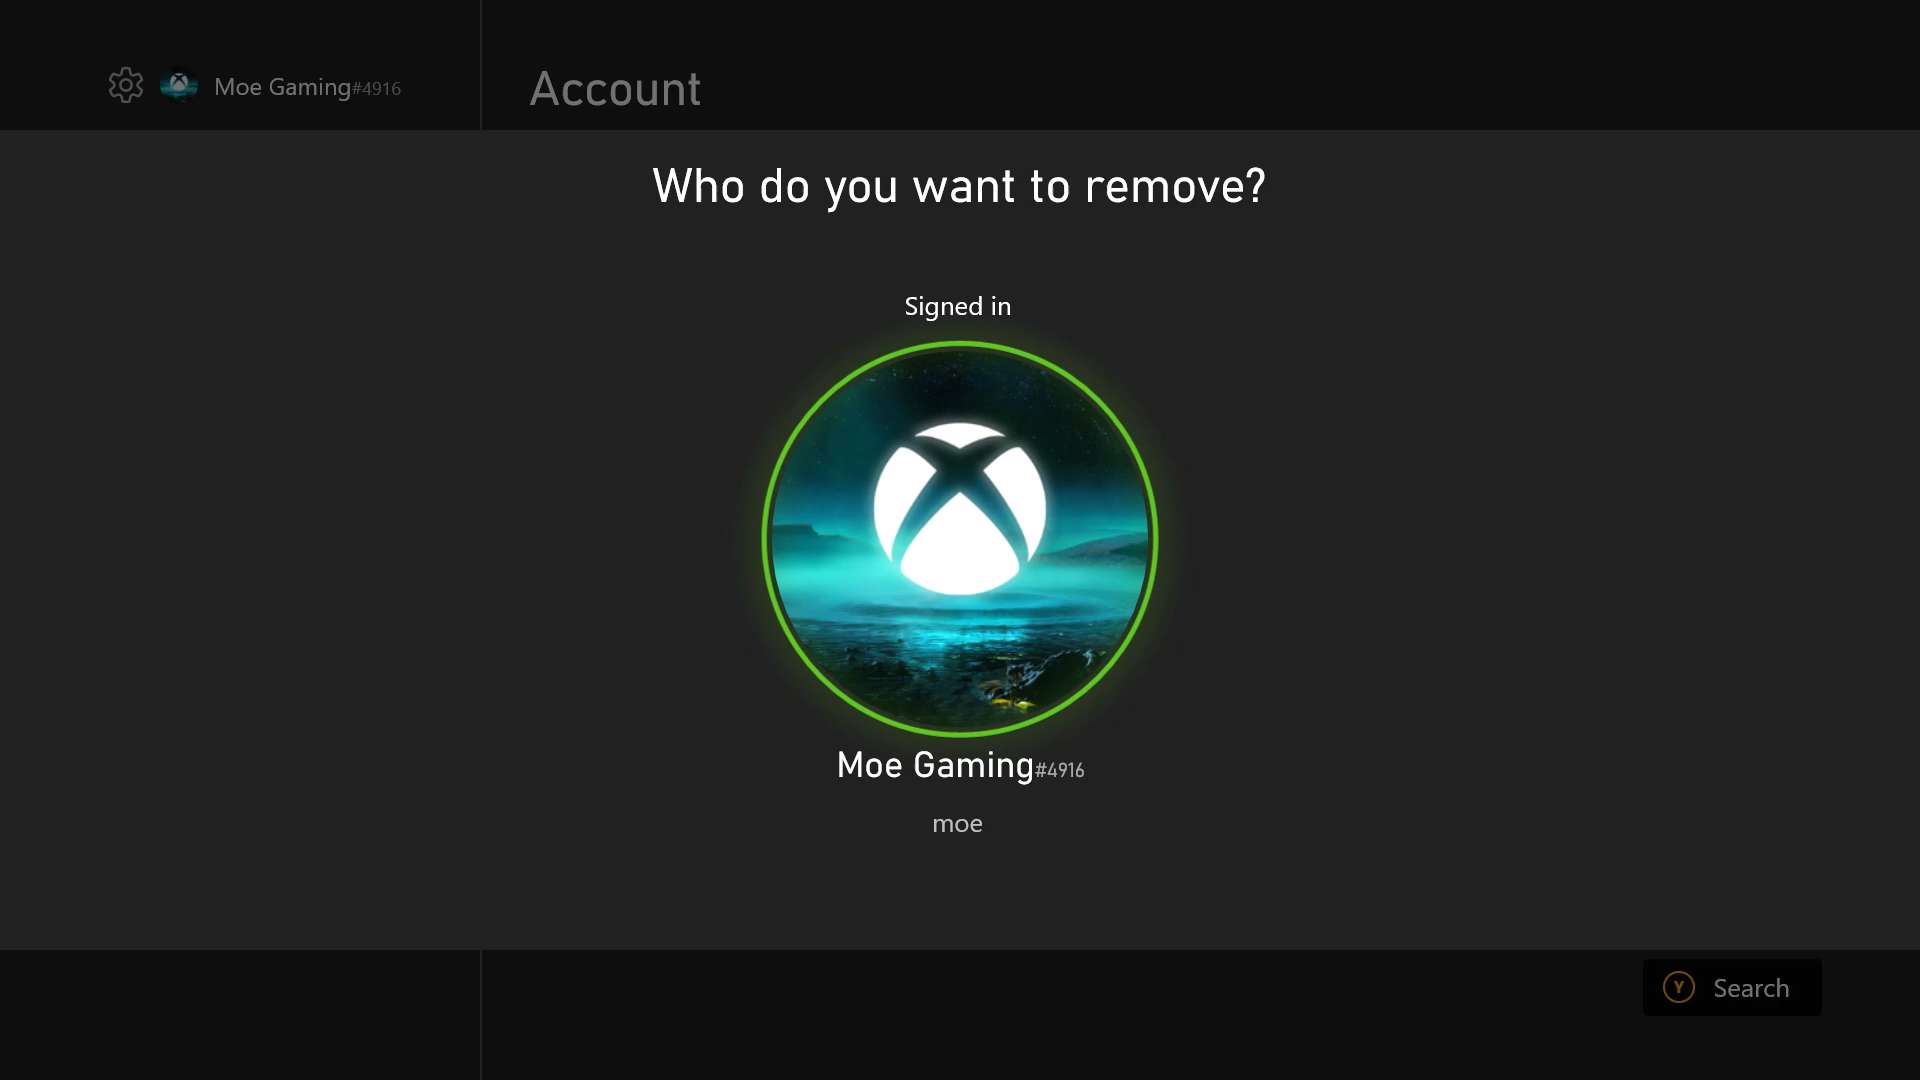 Moe Gaming#4916
Account
Who do you want to remove?
Signed in
Moe Gaming#4916
moe
Y Search